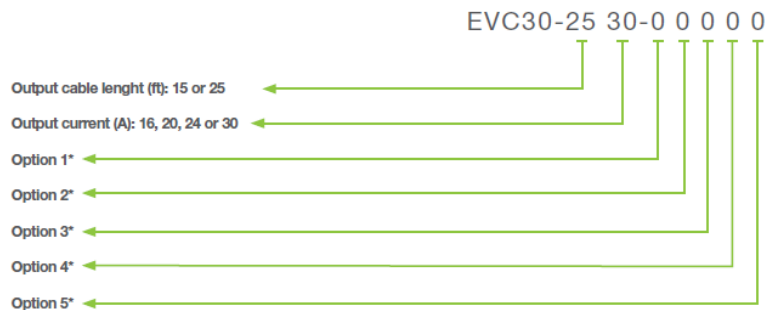 EVC30-25 30-0 0 0 0 0
Output cable lenght (ft): 15 or 25
Output current (A): 16, 20, 24 or 30
Option 1*
Option 2*
Option 3*
Option 4*
Option 5*